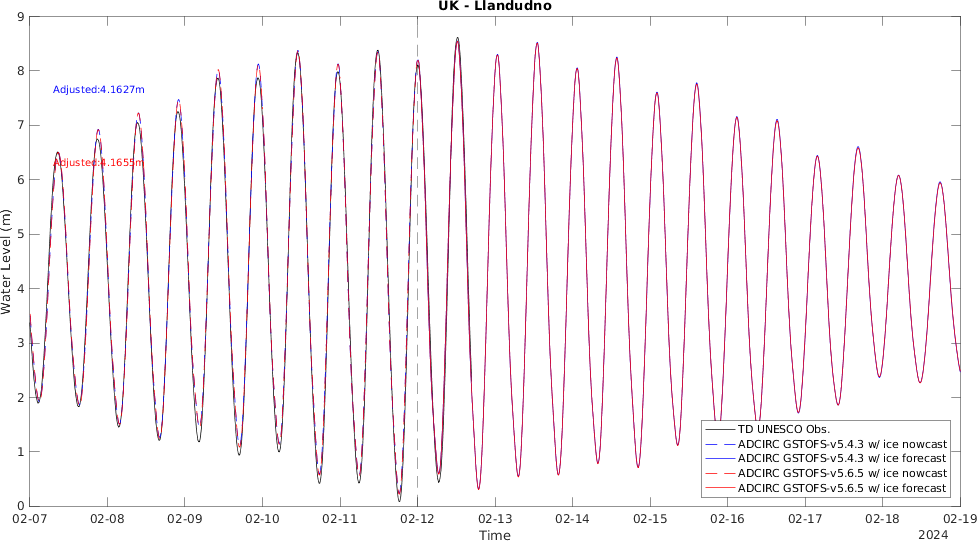 UK - Llandudno
9
8
7
6
5
4
3
2
1
0
Water Level (m)
Adjusted:4.1627m
Adjusted:4.1655m
TD UNESCO Obs.
ADCIRC GSTOFS-v5.4.3 w/ ice nowcast
ADCIRC GSTOFS-v5.4.3 w/ ice forecast
ADCIRC GSTOFS-v5.6.5 w/ ice nowcast
ADCIRC GSTOFS-v5.6.5 w/ ice forecast
02-07 02-08 02-09 02-10 02-11 02-12 02-13 02-14 02-15 02-16 02-17 02-18 02-19
Time
2024